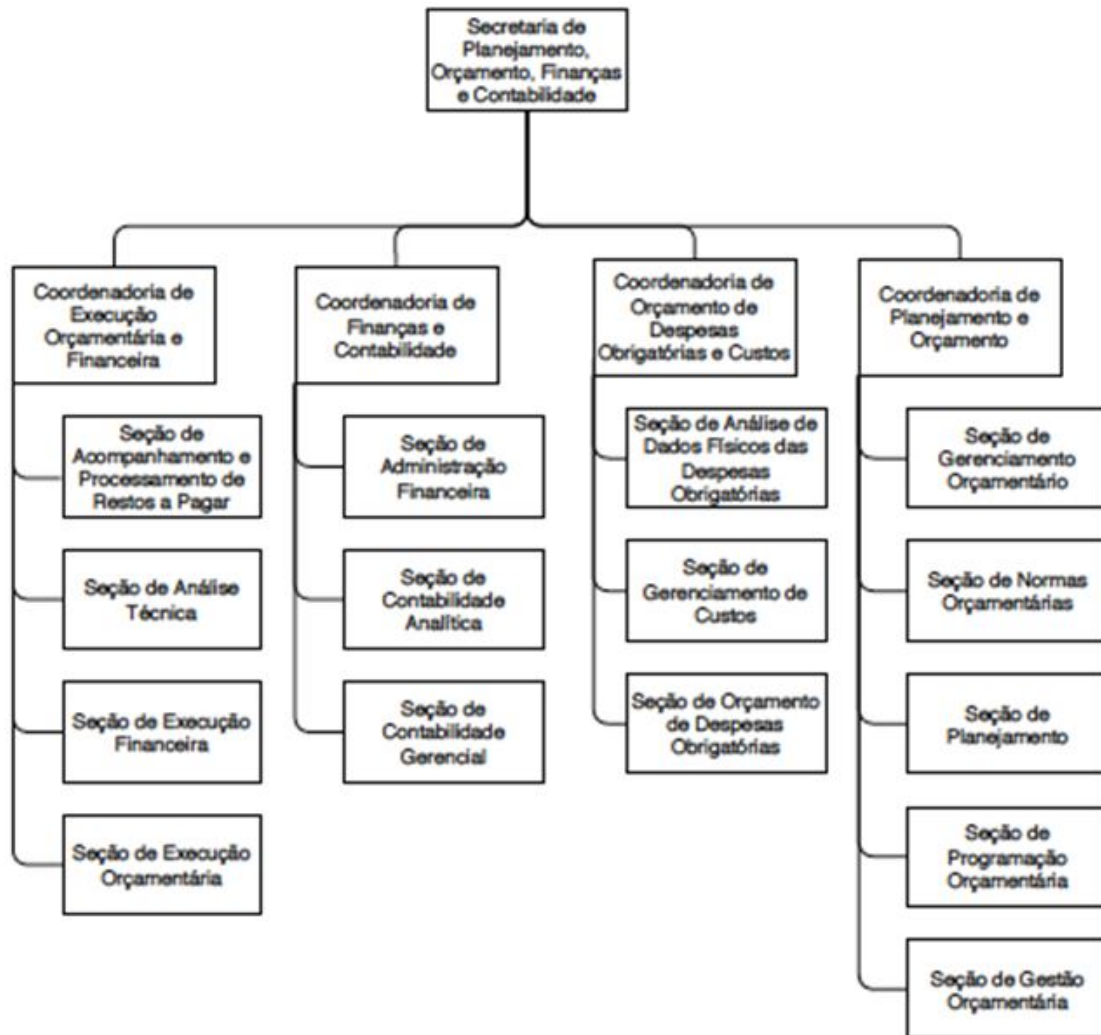 Secretaria de
Planejamento,
Orçamento, Finanças
e Contabilidade
Coordenadoria de
Execução
Orçamentária e
Financeira
Coordenadoria de
Finanças e
Contabilidade
Coordenadoria de
Orçamento de
Despesas
Obrigatórias e Custos
Coordenadoria de
Planejamento e
Orçamento
Seção de
Acompanhamento e
Processamento de
Restos a Pagar
Seção de Análise
Técnica
Seção de Execução
Financeira
Seção de Execução
Orçamentária
Seção de
Administração
Financeira
Seção de
Contabilidade
Analítica
Seção de
Contabilidade
Gerencial
Seção de Análise de
Dados Físicos das
Despesas
Obrigatórias
Seção de
Gerenciamento de
Custos
Seção de Orçamento
de Despesas
Obrigatórias
Seção de
Gerenciamento
Orçamentário
Seção de Normas
Orçamentárias
Seção de
Planejamento
Seção de
Programação
Orçamentária
Seção de Gestão
Orçamentária